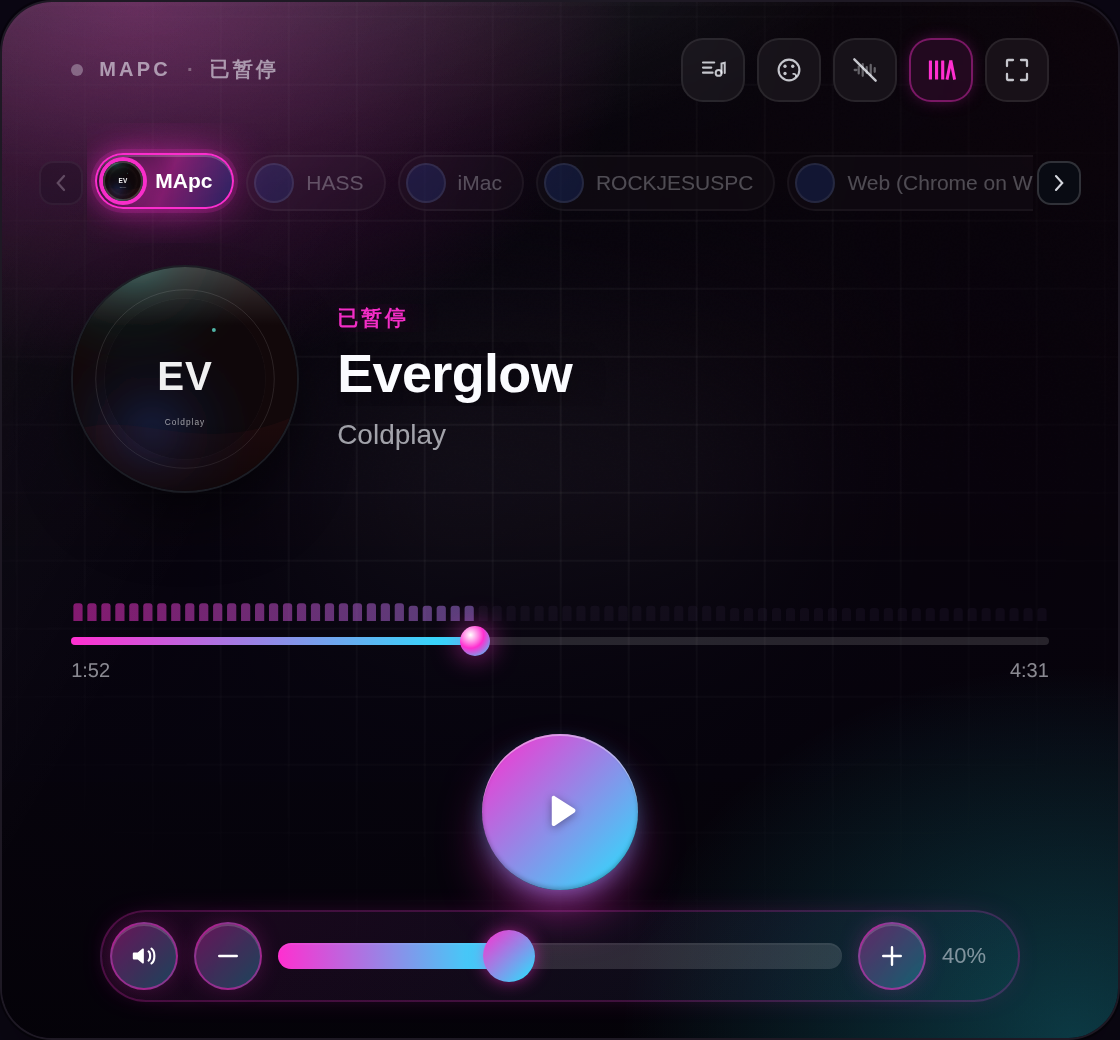 MAPC · 已暂停
EV MApc
HASS
iMac
ROCKJESUSPC
Web (Chrome on W
已暂停
Everglow
Coldplay
EV
Coldplay
1:52
4:31
40%